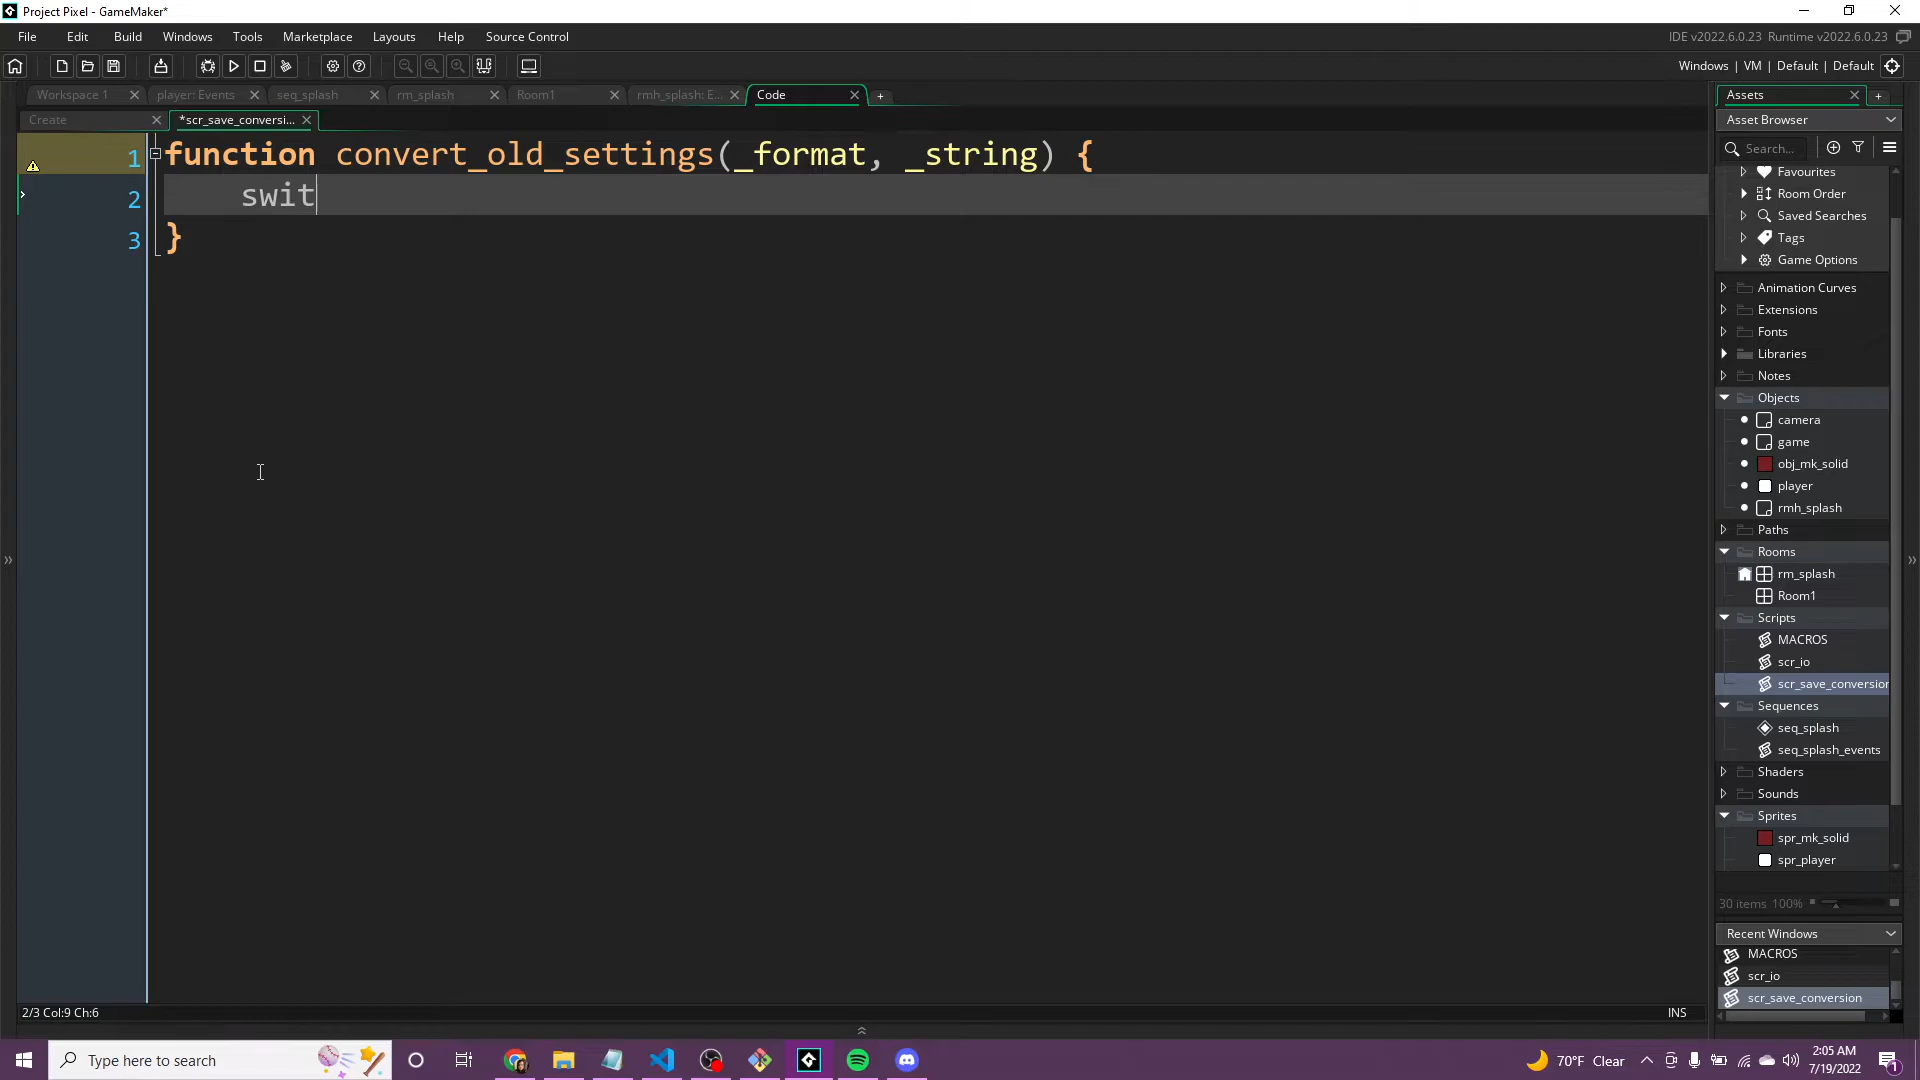 Project Pixel - GameMaker*
File Edit Build Windows Tools Marketplace Layouts Help Source Control
IDE v2022.6.0.23 Runtime v2022.6.0.23
Windows | VM | Default | Default
Workspace 1 player: Events seq_splash rm_splash Room1 rmh_splash: E... Code
Create *scr_save_conversi...
1 function convert_old_settings(_format, _string) {
2 swit
3 }
2/3 Col:9 Ch:6
INS
Assets
Asset Browser
Search...
Favourites
Room Order
Saved Searches
Tags
Game Options
Animation Curves
Extensions
Fonts
Libraries
Notes
Objects
camera
game
obj_mk_solid
player
rmh_splash
Paths
Rooms
rm_splash
Room1
Scripts
MACROS
scr_io
scr_save_conversion
Sequences
seq_splash
seq_splash_events
Shaders
Sounds
Sprites
spr_mk_solid
spr_player
30 items 100%
Recent Windows
MACROS
scr_io
scr_save_conversion
Type here to search
70°F Clear
2:05 AM
7/19/2022
1